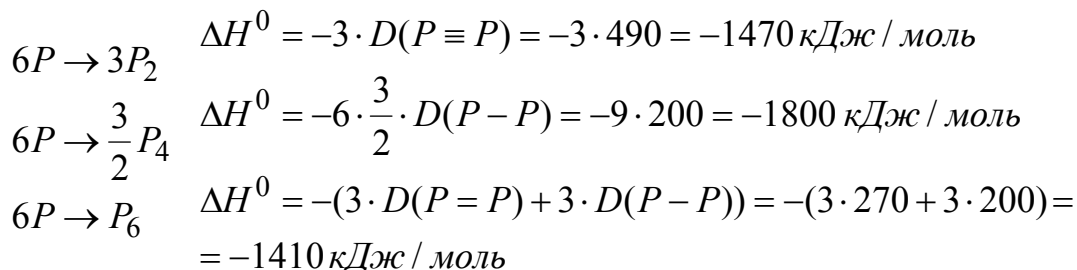 6P → 3P₂ ΔH⁰ = −3 · D(P ≡ P) = −3 · 490 = −1470 кДж / моль
6P → 3/2 P₄ ΔH⁰ = −6 · 3/2 · D(P − P) = −9 · 200 = −1800 кДж / моль
6P → P₆ ΔH⁰ = −(3 · D(P = P) + 3 · D(P − P)) = −(3 · 270 + 3 · 200) =
= −1410 кДж / моль